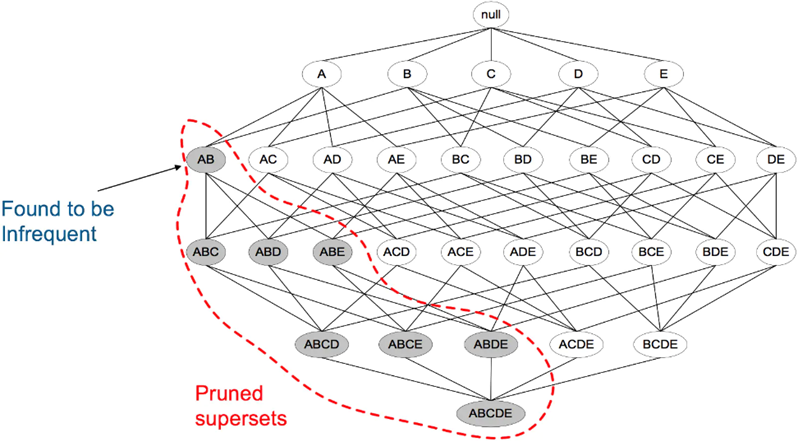 null
A B C D E
AB AC AD AE BC BD BE CD CE DE
Found to be
Infrequent
ABC ABD ABE ACD ACE ADE BCD BCE BDE CDE
ABCD ABCE ABDE ACDE BCDE
Pruned
supersets
ABCDE